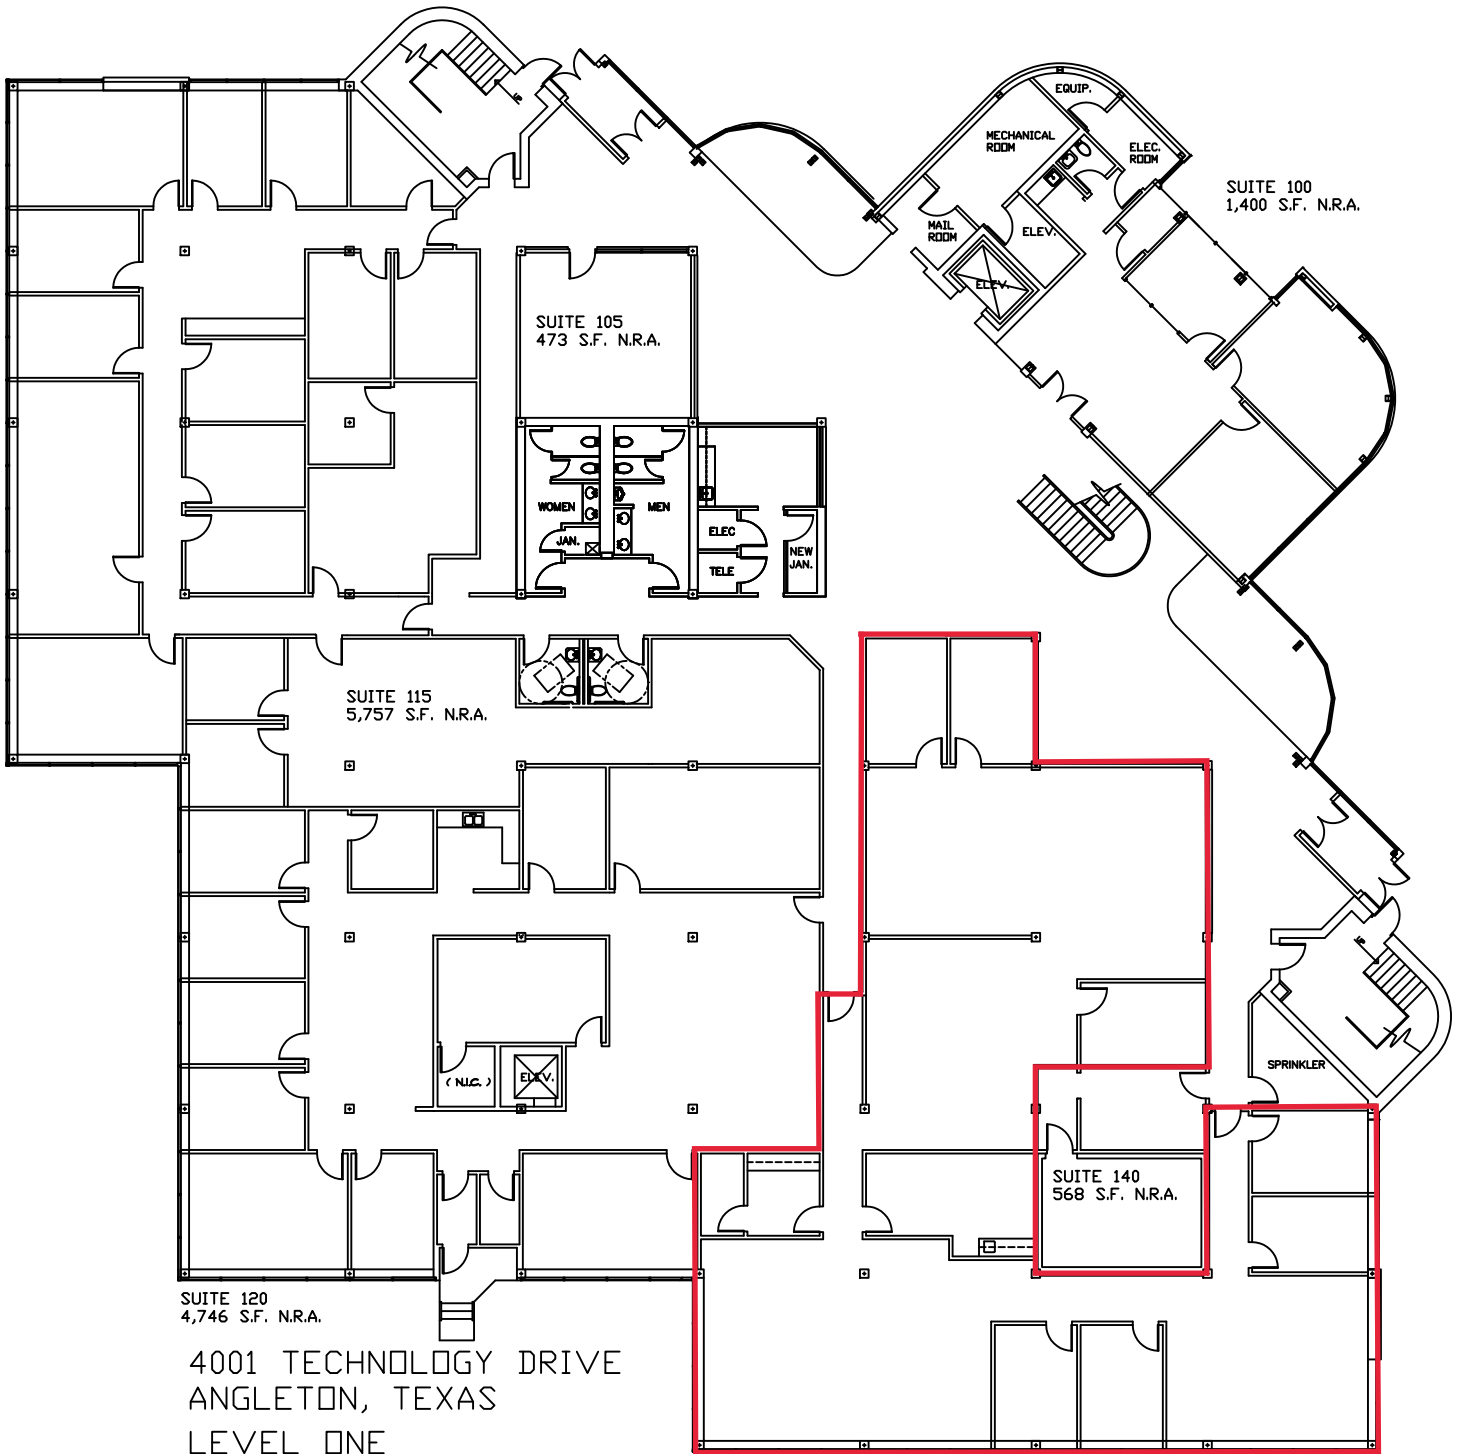 EQUIP.
MECHANICAL
ROOM
ELEC.
ROOM
SUITE 100
1,400 S.F. N.R.A.
MAIL
ROOM
ELEV.
ELEV.
UP
SUITE 105
473 S.F. N.R.A.
WOMEN
MEN
JAN.
ELEC
TELE
NEW
JAN.
SUITE 115
5,757 S.F. N.R.A.
UP
SPRINKLER
( N.I.C. )
ELEV.
SUITE 140
568 S.F. N.R.A.
SUITE 120
4,746 S.F. N.R.A.
4001 TECHNOLOGY DRIVE
ANGLETON, TEXAS
LEVEL ONE